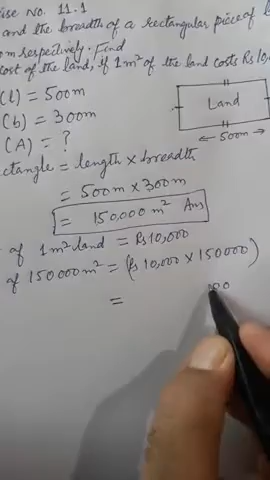 ise No. 11.1
and the breadth of a rectangular piece of
m respectively. Find
cost of the land, if 1m² of the land costs Rs 10,
(l) = 500m
(b) = 300m
(A) = ?
Land
500m
ctangle = length × breadth
= 500m × 300m
= 150,000 m² Ans
of 1m² land = Rs 10,000
of 150000m² = (Rs 10,000 × 150000)
= 000